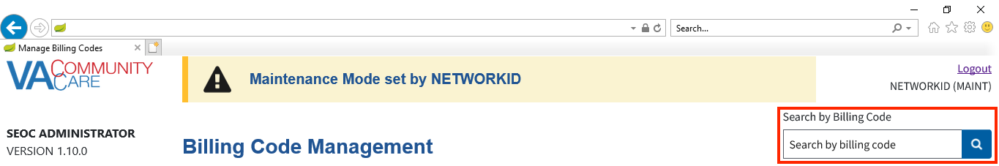 Search...
Manage Billing Codes
VA COMMUNITY CARE
Maintenance Mode set by NETWORKID
Logout
NETWORKID (MAINT)
Search by Billing Code
SEOC ADMINISTRATOR
VERSION 1.10.0
Billing Code Management
Search by billing code